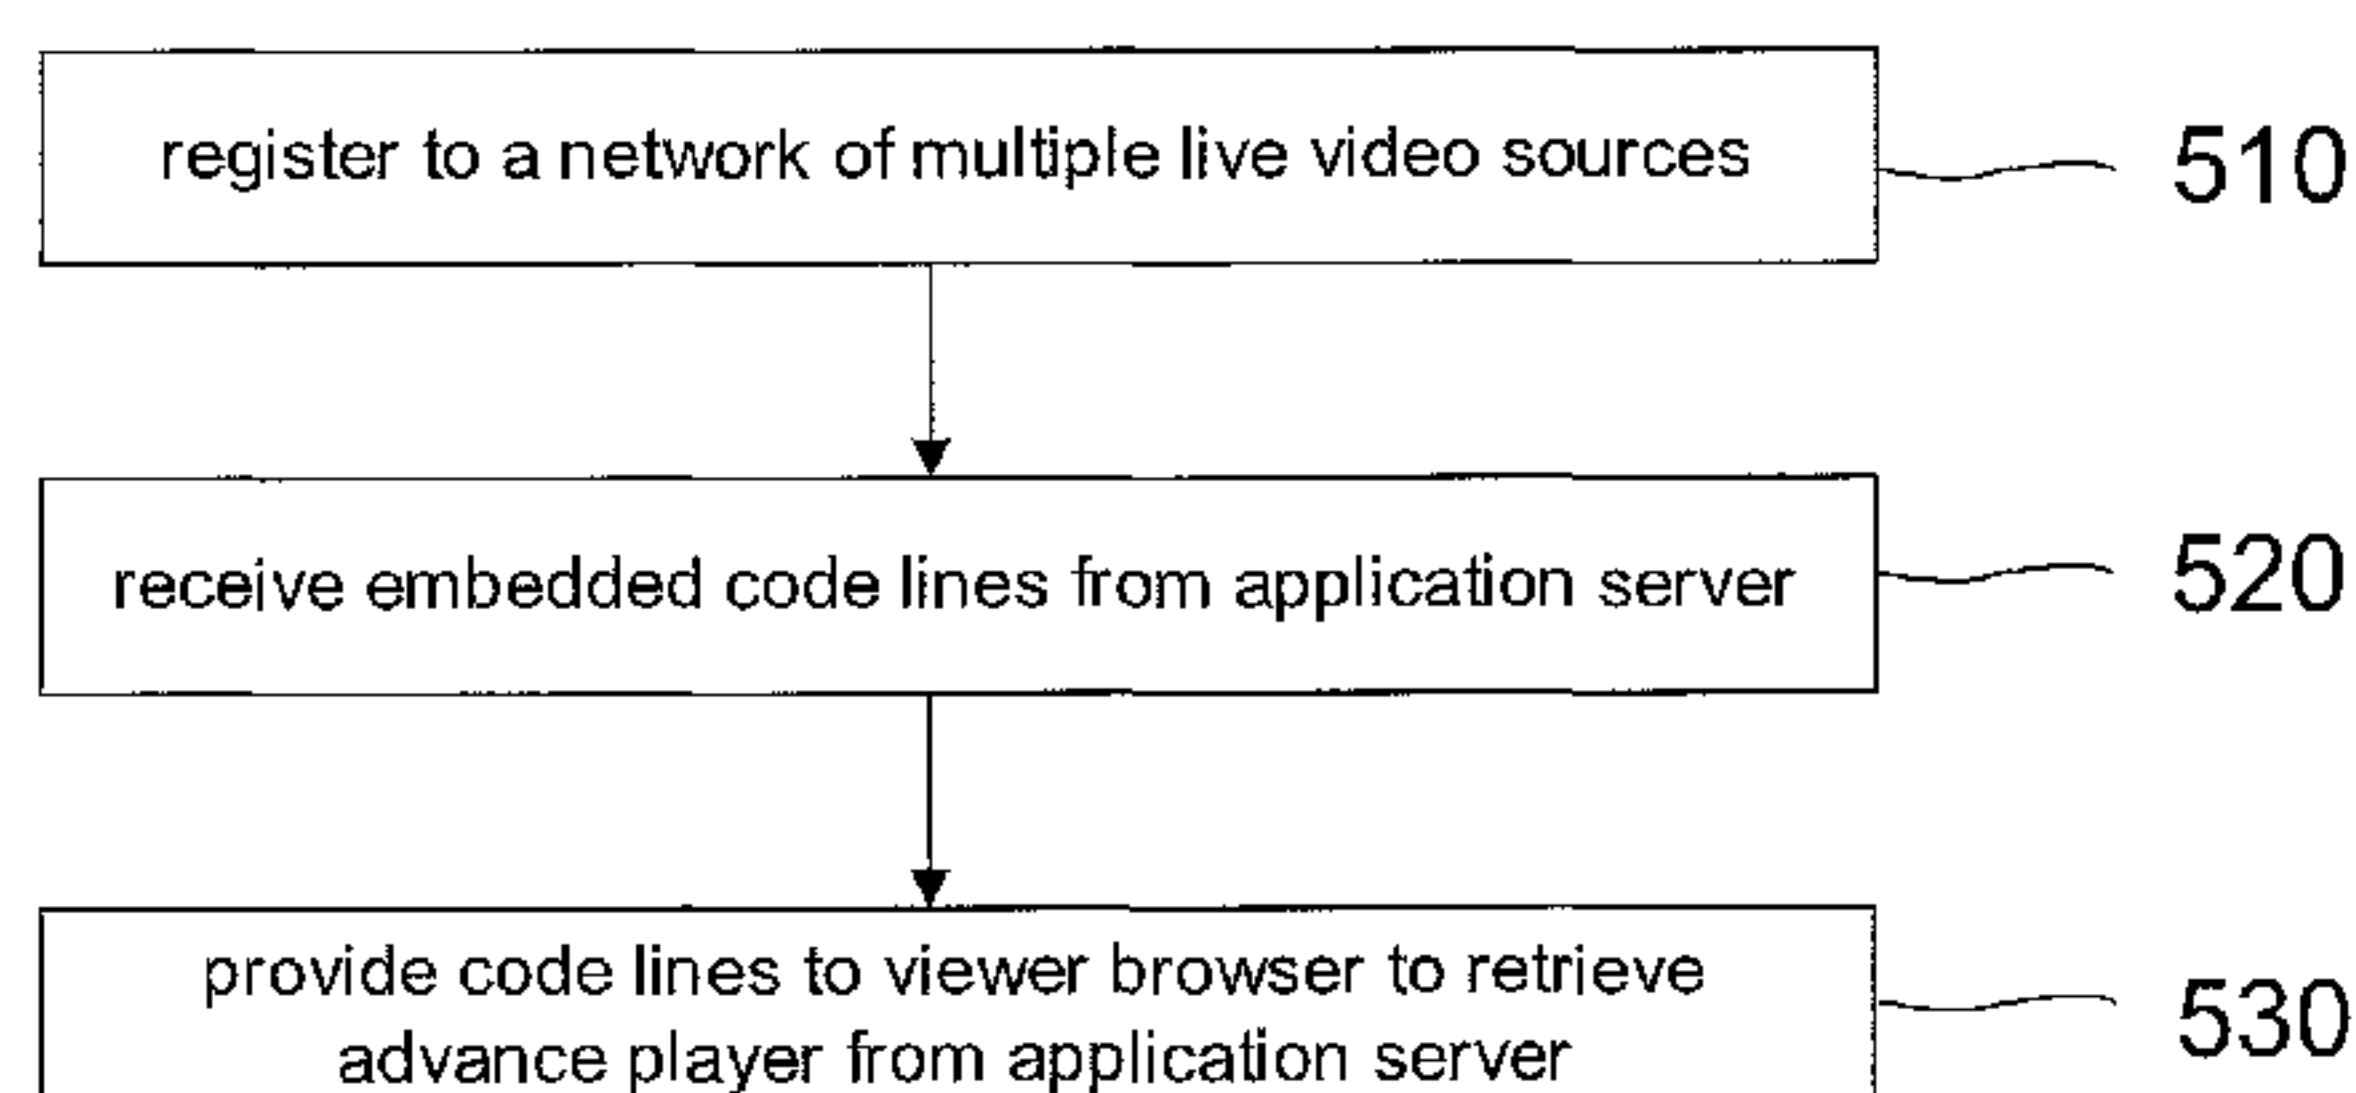 register to a network of multiple live video sources
510
receive embedded code lines from application server
520
provide code lines to viewer browser to retrieve
advance player from application server
530